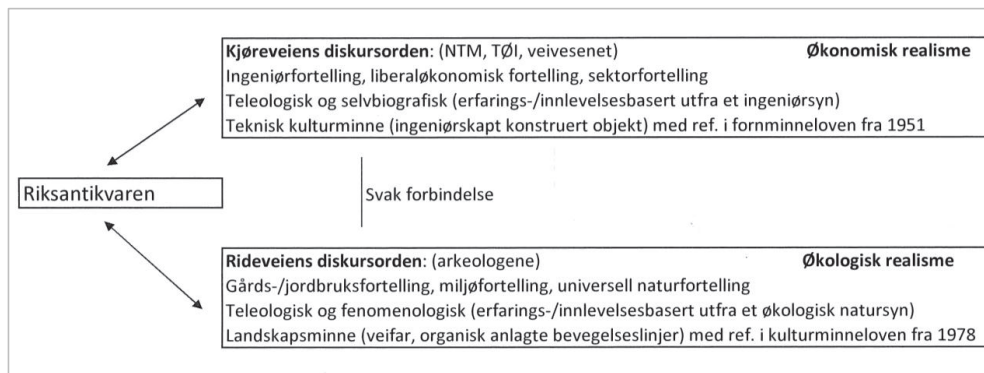 Kjøreveiens diskursorden: (NTM, TØI, veivesenet) Økonomisk realisme
Ingeniørfortelling, liberaløkonomisk fortelling, sektorfortelling
Teleologisk og selvbiografisk (erfarings-/innlevelsesbasert utfra et ingeniørsyn)
Teknisk kulturminne (ingeniørskapt konstruert objekt) med ref. i fornminneloven fra 1951
Riksantikvaren
Svak forbindelse
Rideveiens diskursorden: (arkeologene) Økologisk realisme
Gårds-/jordbruksfortelling, miljøfortelling, universell naturfortelling
Teleologisk og fenomenologisk (erfarings-/innlevelsesbasert utfra et økologisk natursyn)
Landskapsminne (veifar, organisk anlagte bevegelseslinjer) med ref. i kulturminneloven fra 1978